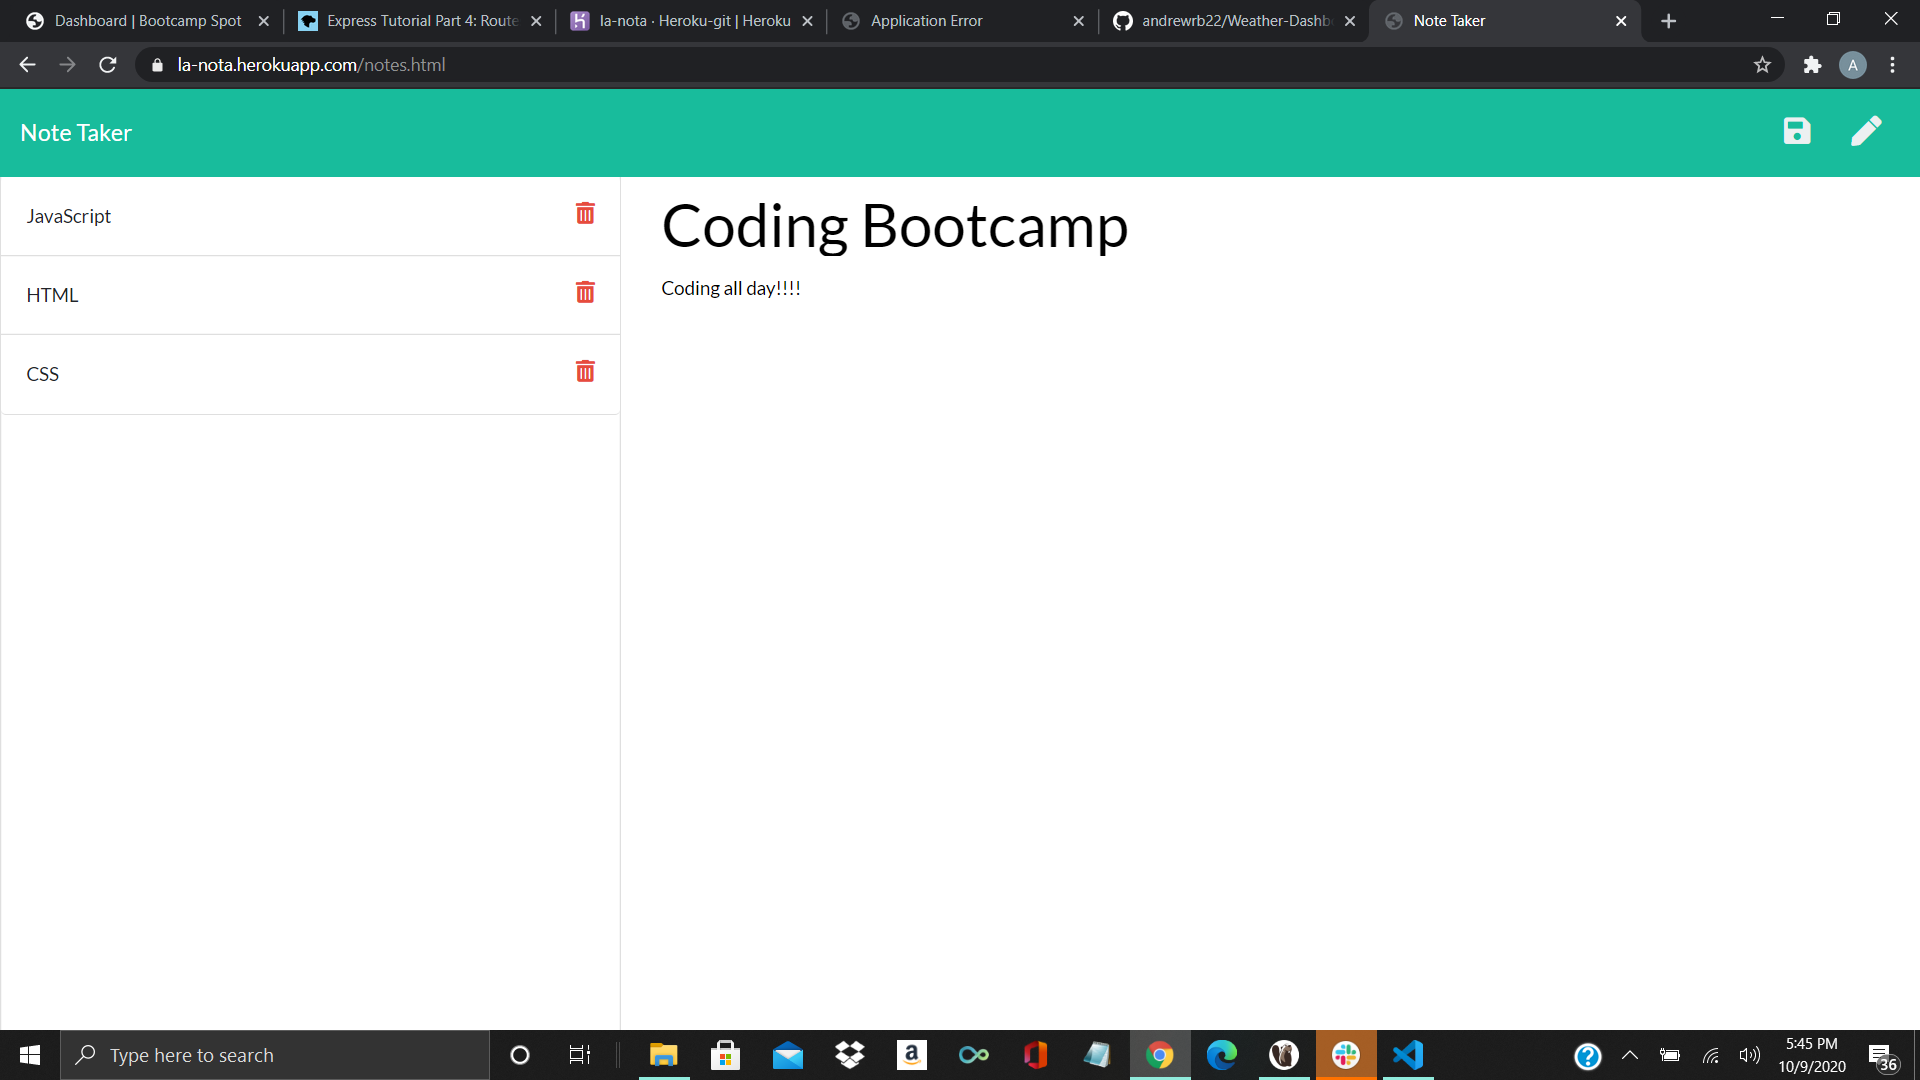 Dashboard | Bootcamp Spot
Express Tutorial Part 4: Route
la-nota · Heroku-git | Heroku
Application Error
andrewrb22/Weather-Dashb
Note Taker
la-nota.herokuapp.com/notes.html
A
Note Taker
JavaScript
HTML
CSS
Coding Bootcamp
Coding all day!!!!
Type here to search
5:45 PM
10/9/2020
36